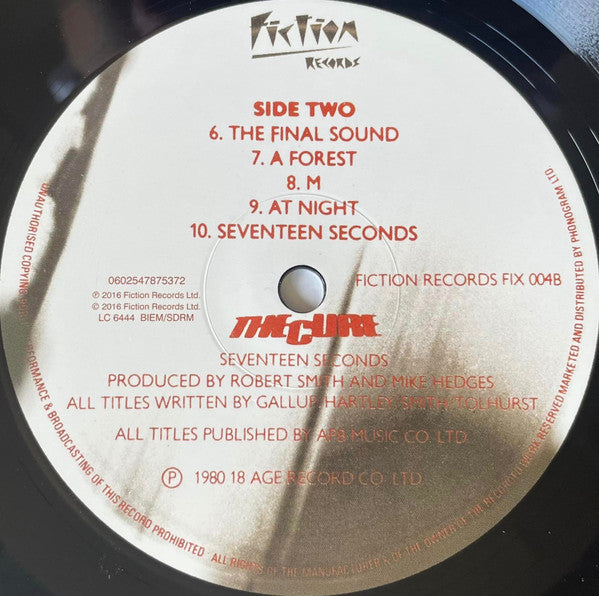 Fiction
Records
SIDE TWO
6. THE FINAL SOUND
7. A FOREST
8. M
9. AT NIGHT
10. SEVENTEEN SECONDS
0602547875372
℗ 2016 Fiction Records Ltd.
© 2016 Fiction Records Ltd.
LC 6444 BIEM/SDRM
FICTION RECORDS FIX 004B
THE CURE
SEVENTEEN SECONDS
PRODUCED BY ROBERT SMITH AND MIKE HEDGES
ALL TITLES WRITTEN BY GALLUP/HARTLEY/SMITH/TOLHURST
ALL TITLES PUBLISHED BY APB MUSIC CO. LTD.
℗ 1980 18 AGE RECORD CO. LTD.
UNAUTHORISED COPYING PERFORMANCE & BROADCASTING OF THIS RECORD PROHIBITED · ALL RIGHTS OF THE MANUFACTURER & OF THE OWNER OF THE RECORDED WORK RESERVED MARKETED AND DISTRIBUTED BY PHONOGRAM LTD.